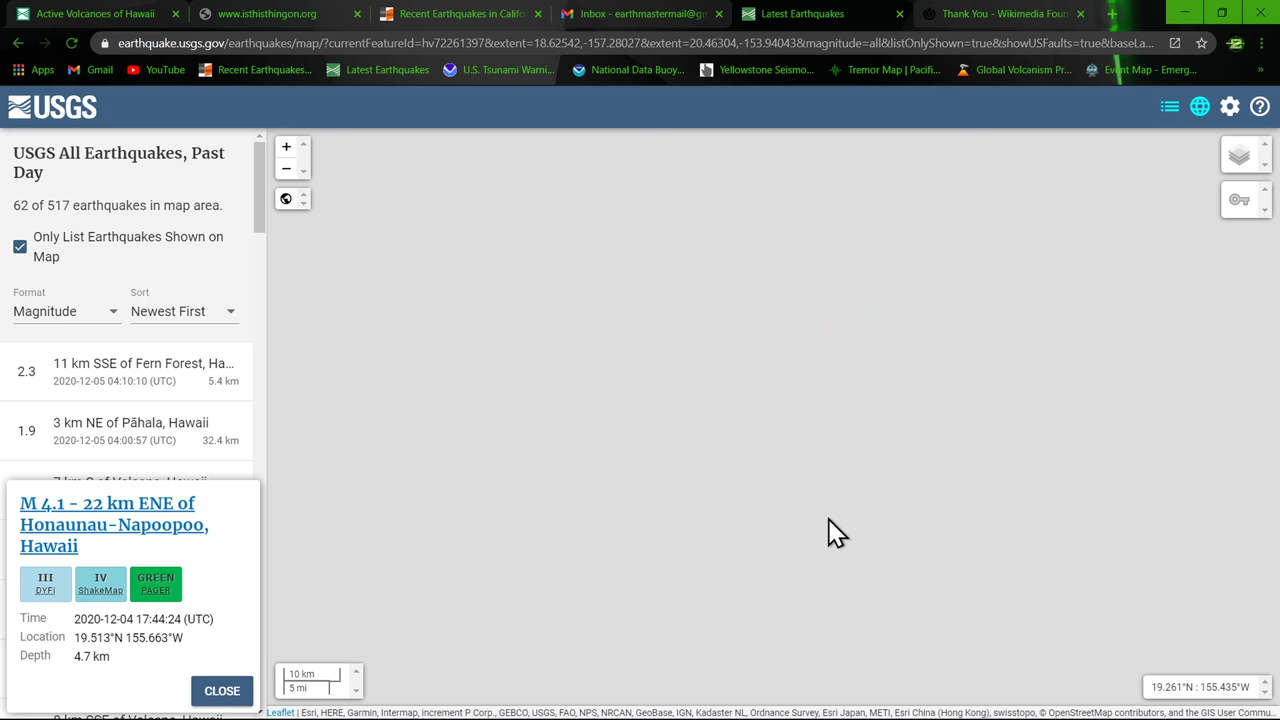 Active Volcanoes of Hawaii
www.isthisthingon.org
Recent Earthquakes in Califo
Inbox - earthmastermail@g
Latest Earthquakes
Thank You - Wikimedia Foun
earthquake.usgs.gov/earthquakes/map/?currentFeatureId=hv72261397&extent=18.62542,-157.28027&extent=20.46304,-153.94043&magnitude=all&listOnlyShown=true&showUSFaults=true&baseLa...
Apps
Gmail
YouTube
Recent Earthquakes...
Latest Earthquakes
U.S. Tsunami Warni...
National Data Buoy...
Yellowstone Seismo...
Tremor Map | Pacifi...
Global Volcanism Pr...
Event Map - Emerg...
»
USGS
USGS All Earthquakes, Past
Day
62 of 517 earthquakes in map area.
Only List Earthquakes Shown on
Map
Format
Sort
Magnitude
Newest First
2.3
11 km SSE of Fern Forest, Ha...
2020-12-05 04:10:10 (UTC)
5.4 km
1.9
3 km NE of Pāhala, Hawaii
2020-12-05 04:00:57 (UTC)
32.4 km
M 4.1 - 22 km ENE of
Honaunau-Napoopoo,
Hawaii
III
DYFI
IV
ShakeMap
GREEN
PAGER
Time
2020-12-04 17:44:24 (UTC)
Location
19.513°N 155.663°W
Depth
4.7 km
CLOSE
+
−
10 km
5 mi
19.261°N : 155.435°W
Leaflet | Esri, HERE, Garmin, Intermap, increment P Corp., GEBCO, USGS, FAO, NPS, NRCAN, GeoBase, IGN, Kadaster NL, Ordnance Survey, Esri Japan, METI, Esri China (Hong Kong), swisstopo, © OpenStreetMap contributors, and the GIS User Commu...